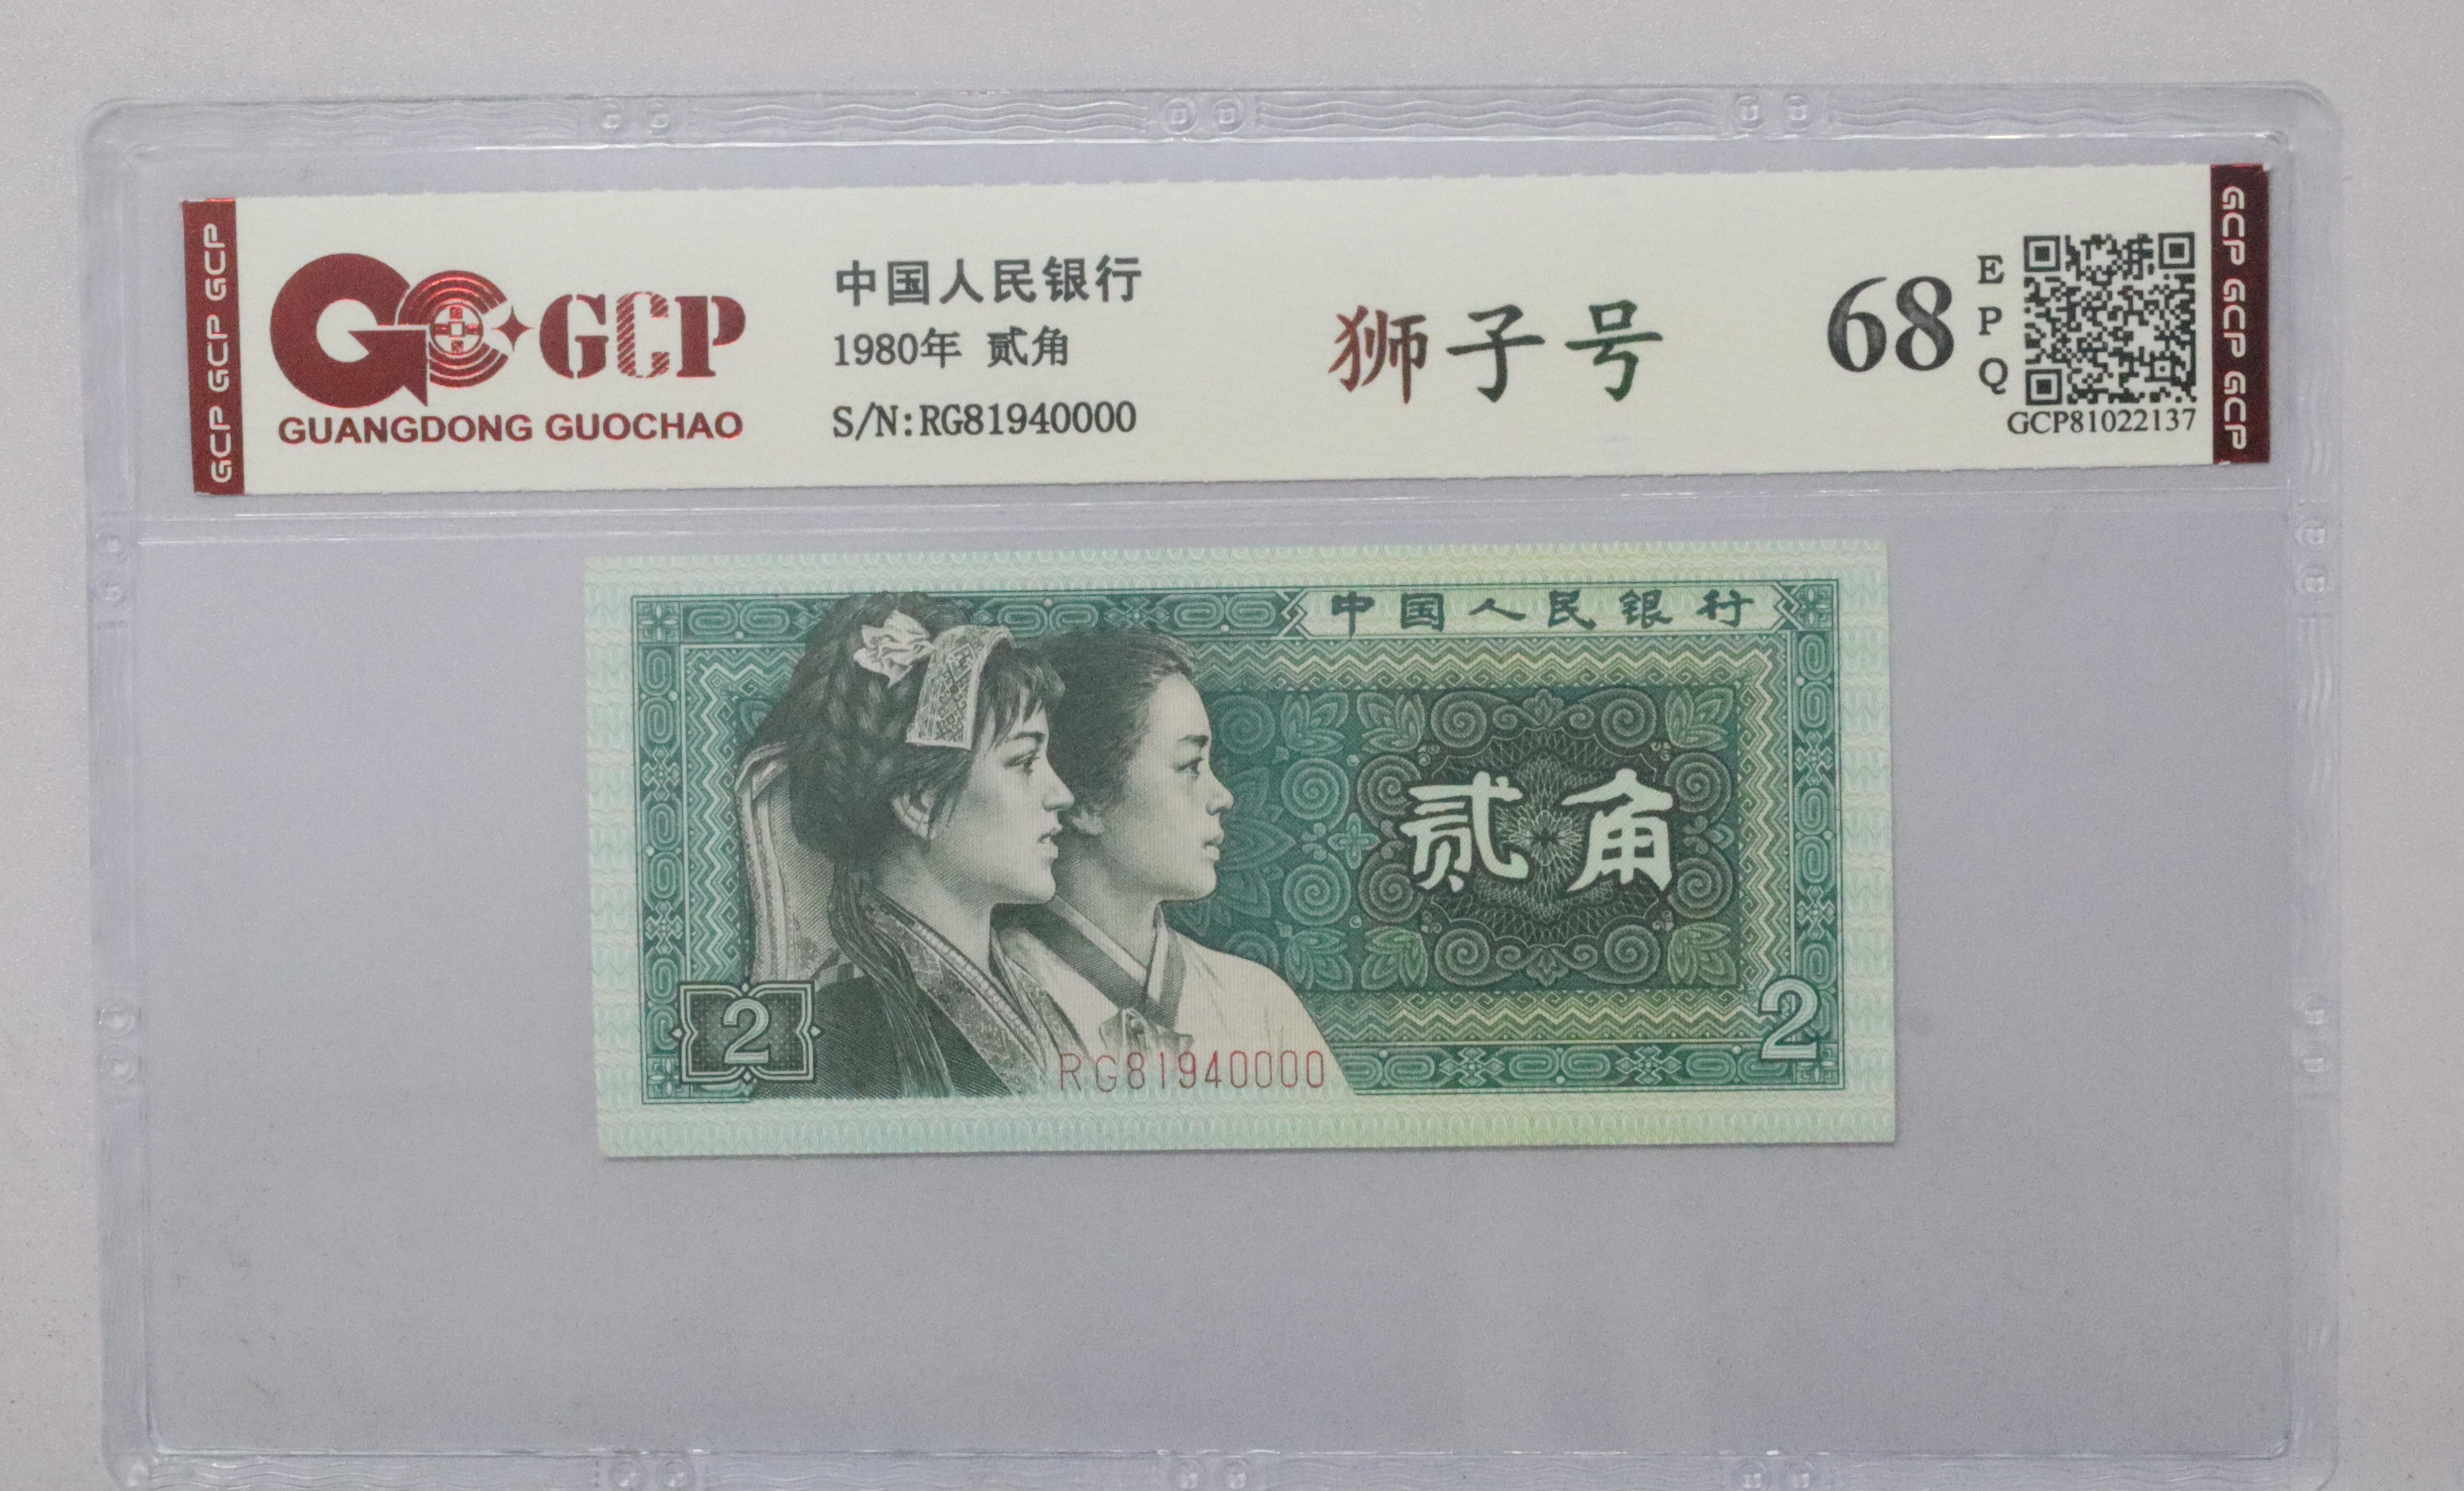 GCP GCP GCP
GCP
GUANGDONG GUOCHAO
中国人民银行
1980年 贰角
S/N:RG81940000
狮子号
68
EPQ
GCP81022137
GCP GCP GCP
中国人民银行
贰角
2
2
RG81940000